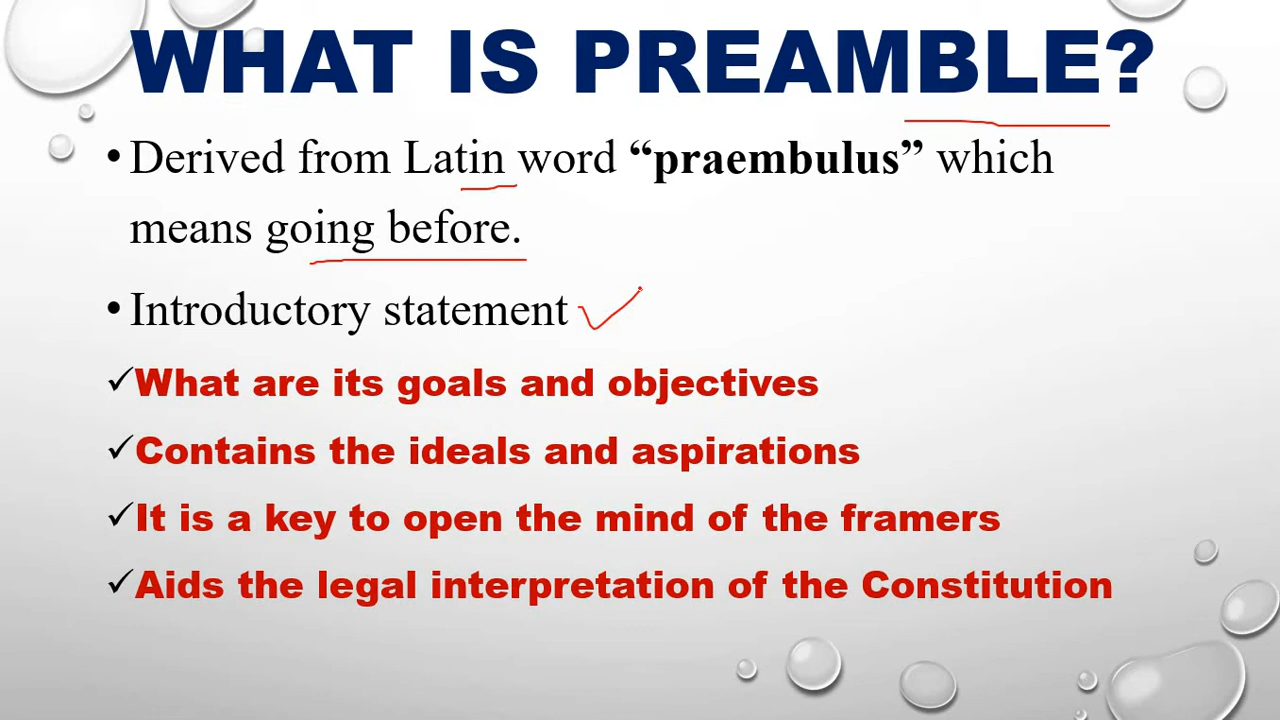 WHAT IS PREAMBLE?
• Derived from Latin word “praembulus” which
means going before.
• Introductory statement
✓What are its goals and objectives
✓Contains the ideals and aspirations
✓It is a key to open the mind of the framers
✓Aids the legal interpretation of the Constitution